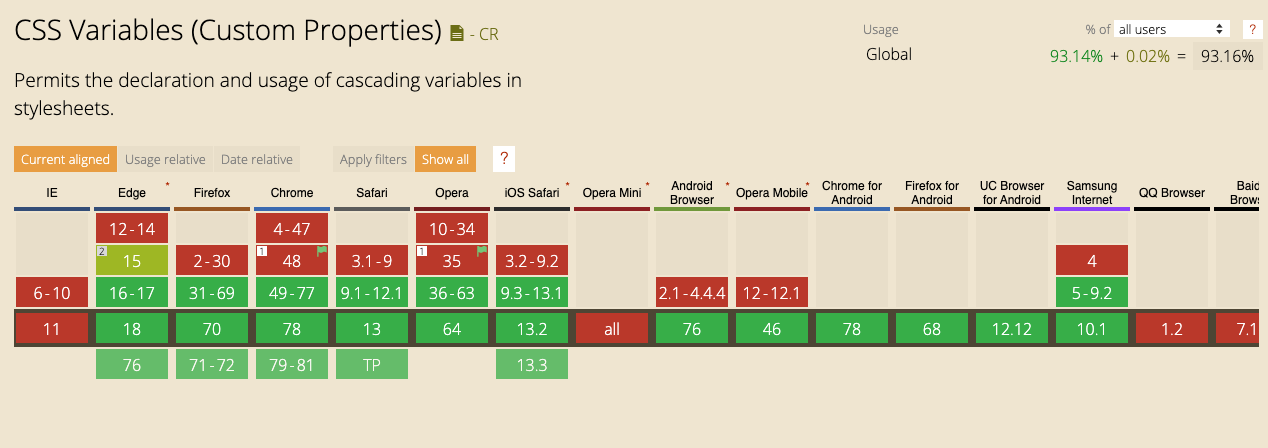 CSS Variables (Custom Properties) - CR
Usage % of all users ?
Global 93.14% + 0.02% = 93.16%
Permits the declaration and usage of cascading variables in
stylesheets.
Current aligned Usage relative Date relative Apply filters Show all ?
IE Edge * Firefox Chrome Safari Opera iOS Safari * Opera Mini * Android Browser * Opera Mobile * Chrome for Android Firefox for Android UC Browser for Android Samsung Internet QQ Browser Baid Brows
12-14 4-47 10-34
2 15 2-30 1 48 3.1-9 1 35 3.2-9.2 4
6-10 16-17 31-69 49-77 9.1-12.1 36-63 9.3-13.1 2.1-4.4.4 12-12.1 5-9.2
11 18 70 78 13 64 13.2 all 76 46 78 68 12.12 10.1 1.2 7.1
76 71-72 79-81 TP 13.3